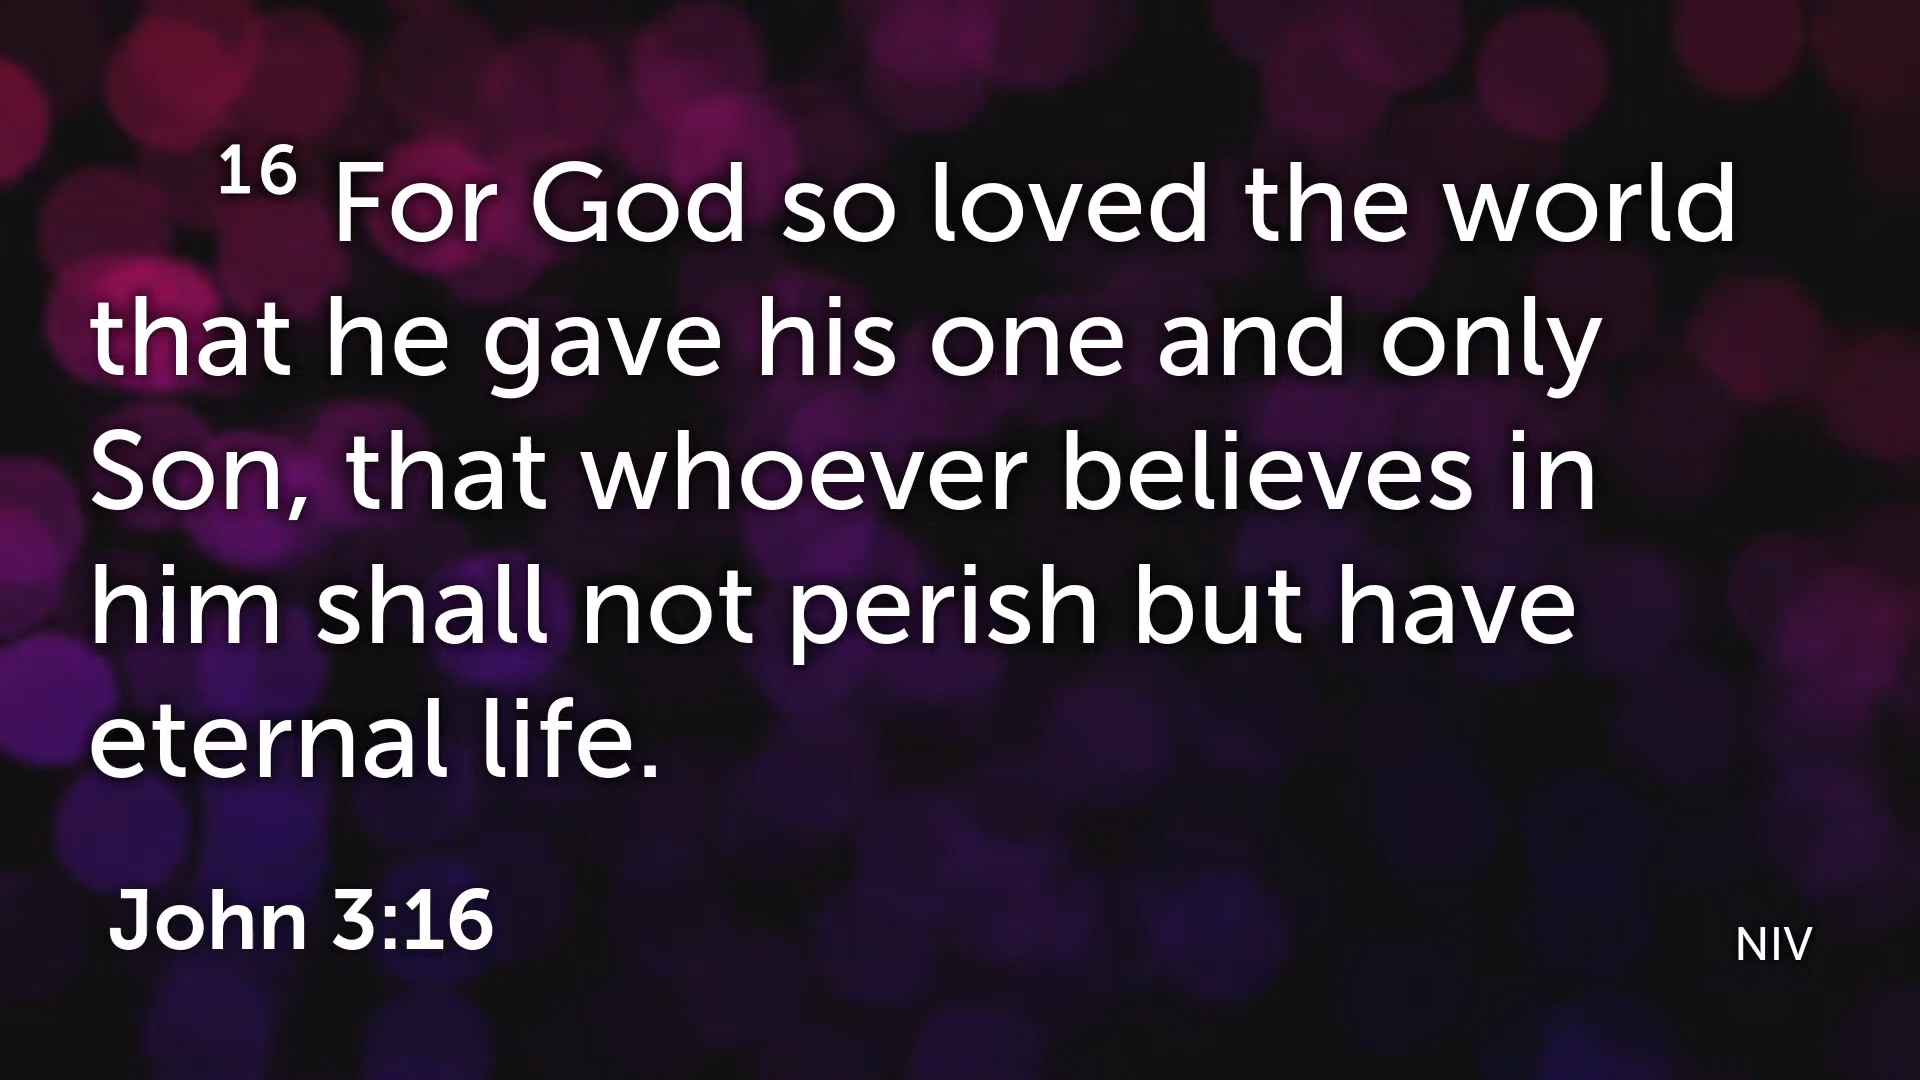 16 For God so loved the world
that he gave his one and only
Son, that whoever believes in
him shall not perish but have
eternal life.
John 3:16
NIV